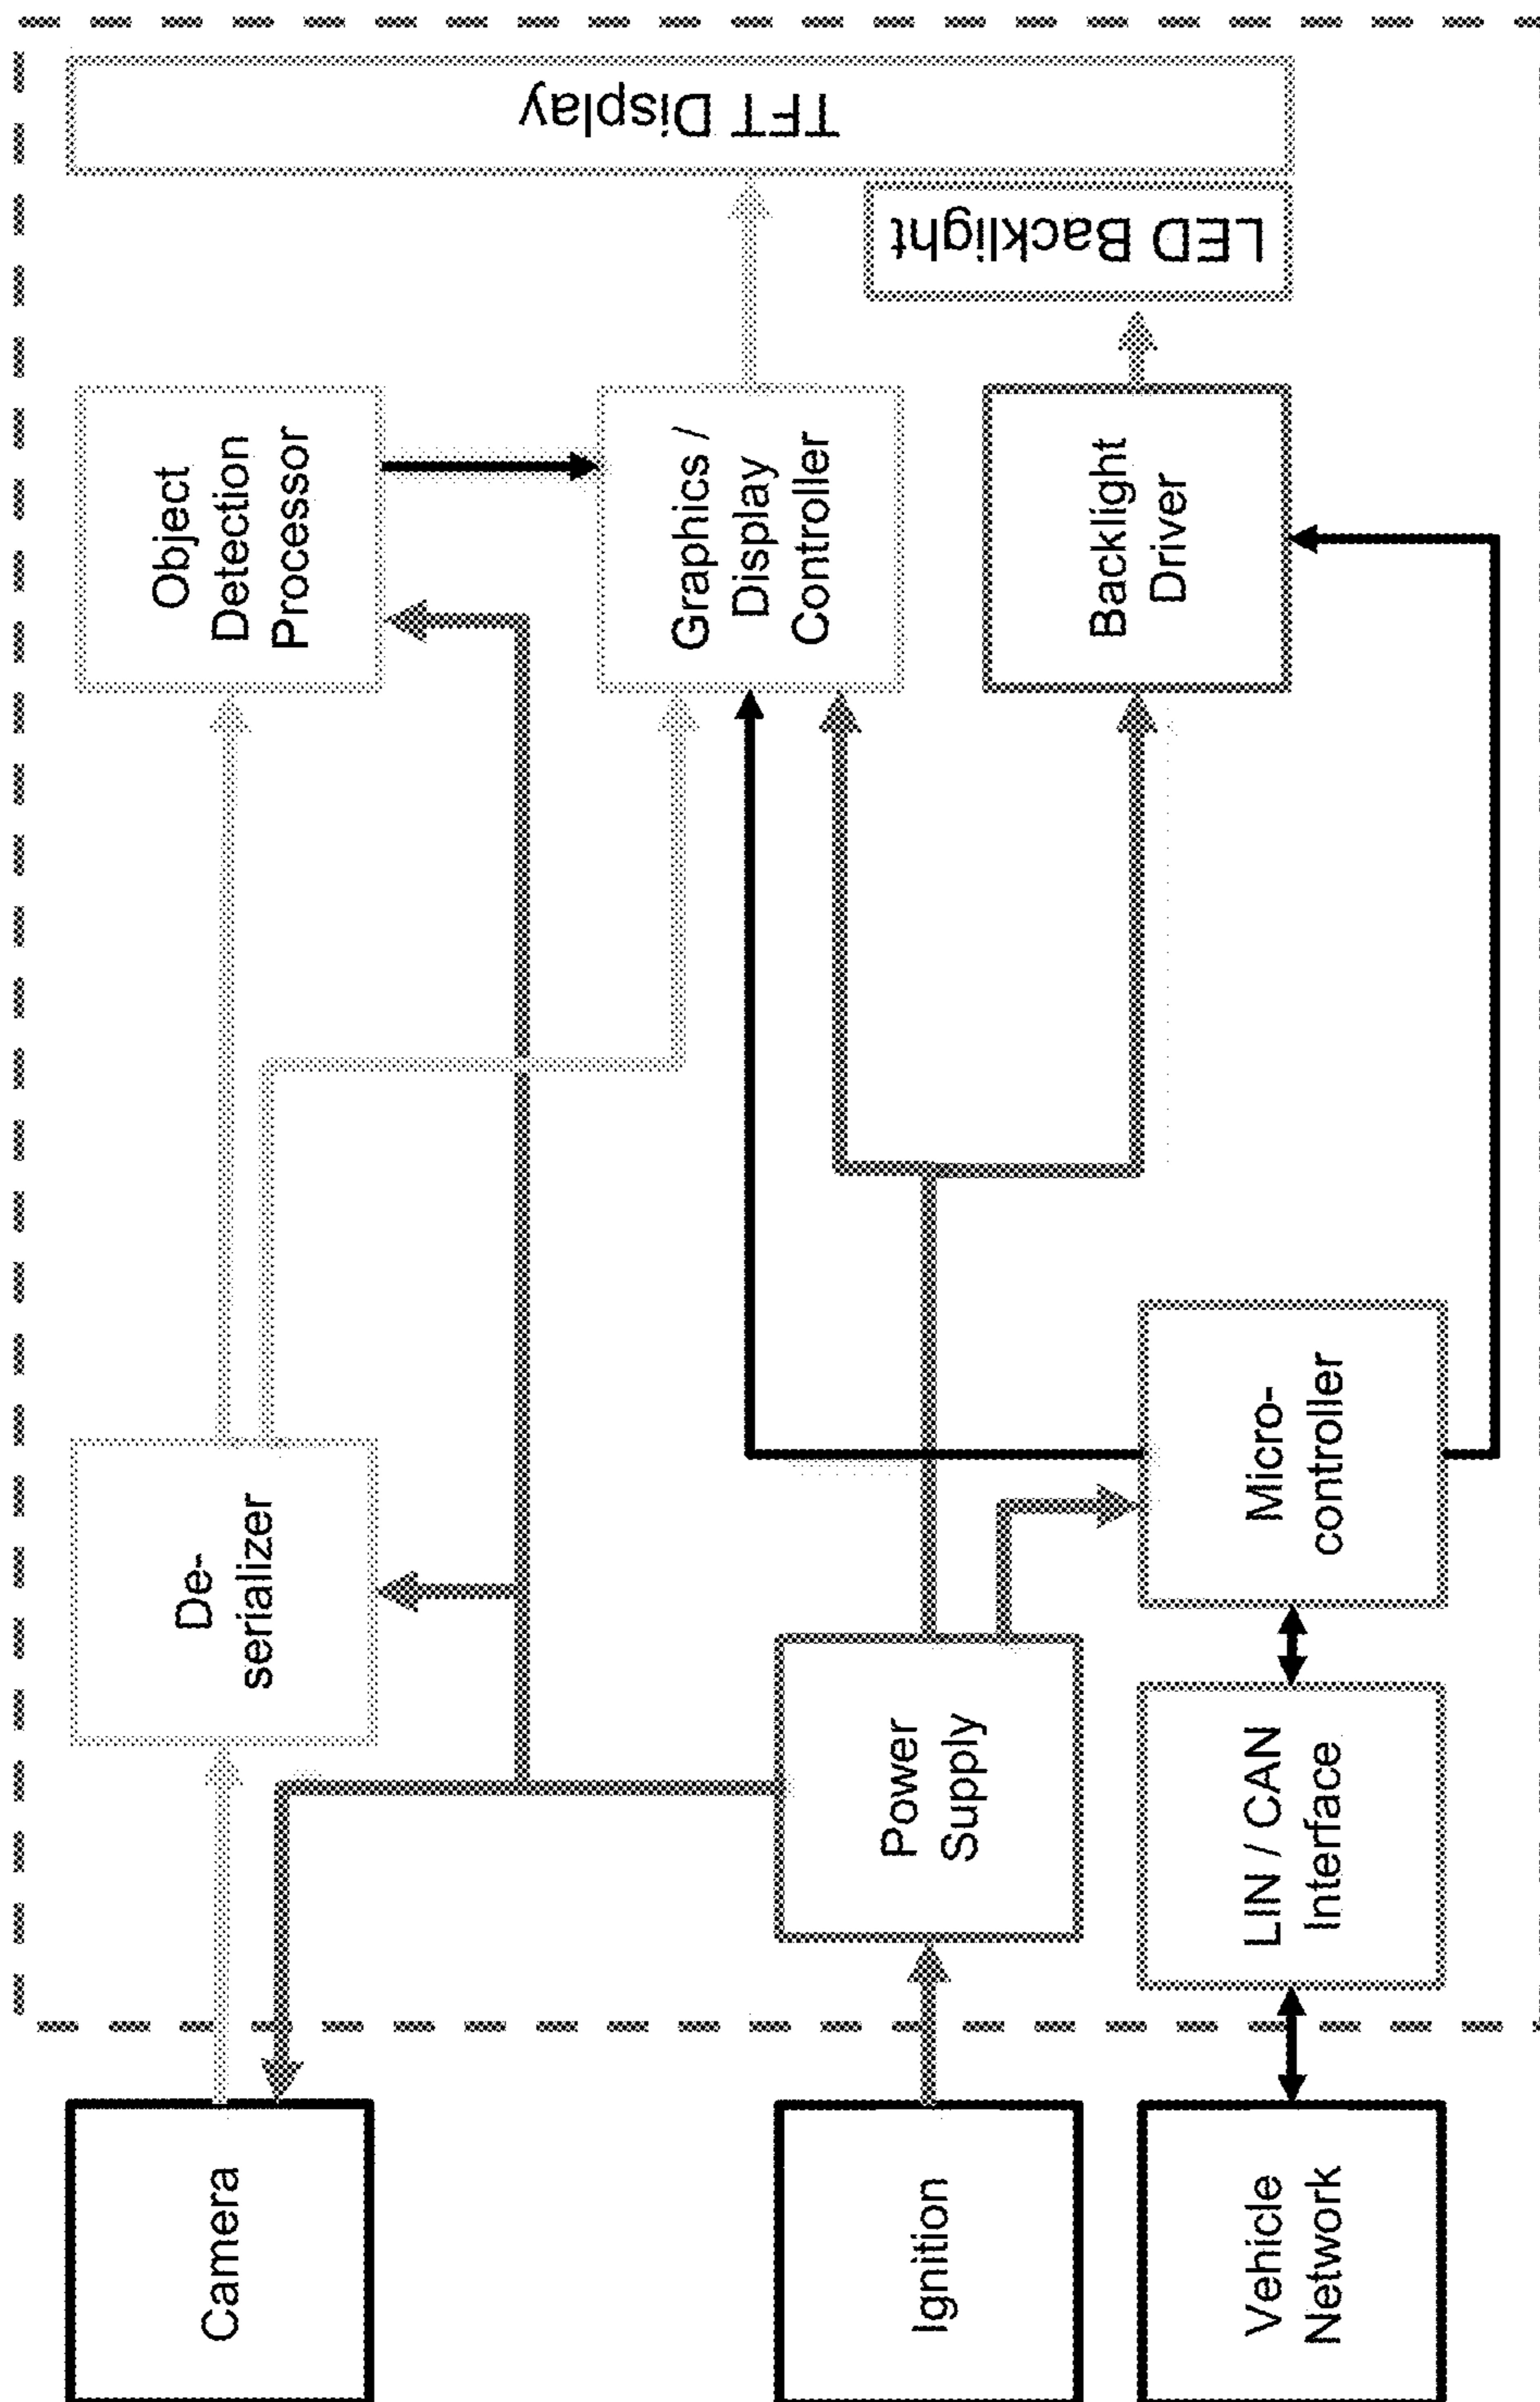 Camera
De-
serializer
Object
Detection
Processor
Ignition
Power
Supply
Graphics /
Display
Controller
Vehicle
Network
LIN / CAN
Interface
Micro-
controller
Backlight
Driver
LED Backlight
TFT Display